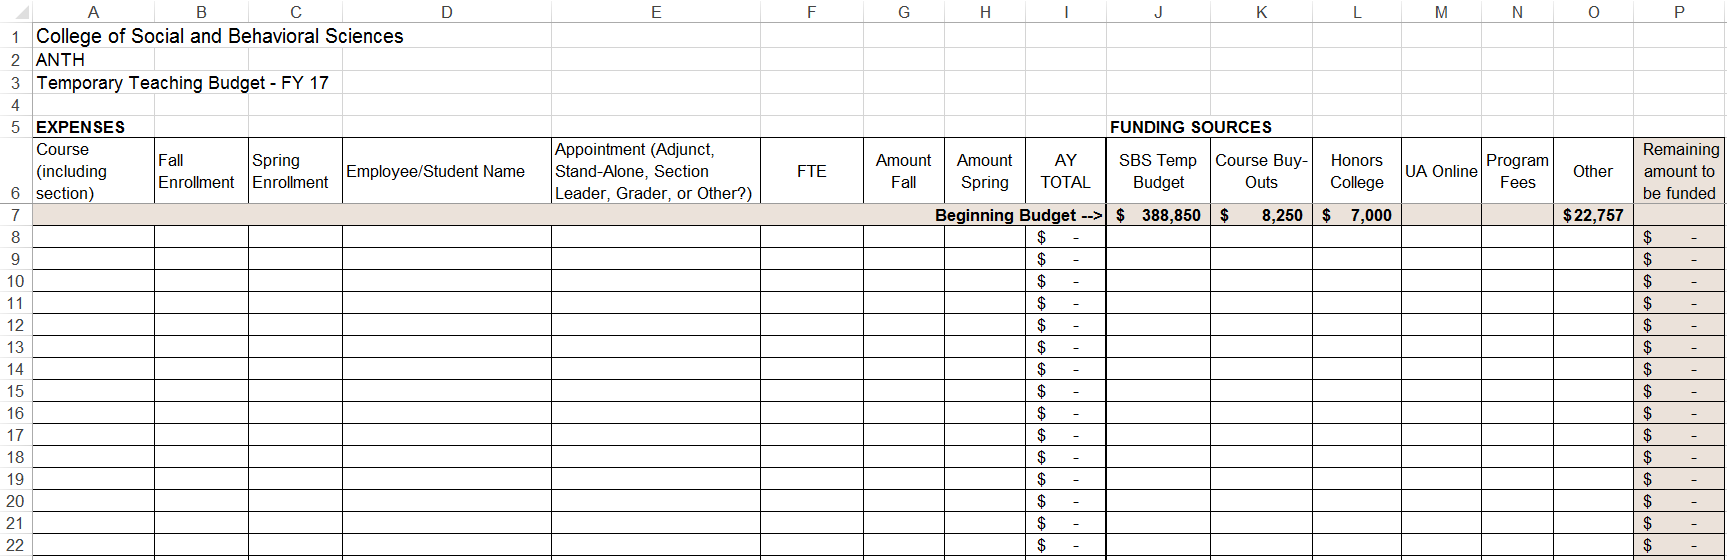 A B C D E F G H I J K L M N O P
1 College of Social and Behavioral Sciences
2 ANTH
3 Temporary Teaching Budget - FY 17
4
5 EXPENSES FUNDING SOURCES
Course
(including
section)
Fall
Enrollment
Spring
Enrollment
Employee/Student Name
Appointment (Adjunct,
Stand-Alone, Section
Leader, Grader, or Other?)
FTE
Amount
Fall
Amount
Spring
AY
TOTAL
SBS Temp
Budget
Course Buy-
Outs
Honors
College
UA Online
Program
Fees
Other
Remaining
amount to
be funded
6
7 Beginning Budget --> $ 388,850 $ 8,250 $ 7,000 $22,757
8 $ - $ -
9 $ - $ -
10 $ - $ -
11 $ - $ -
12 $ - $ -
13 $ - $ -
14 $ - $ -
15 $ - $ -
16 $ - $ -
17 $ - $ -
18 $ - $ -
19 $ - $ -
20 $ - $ -
21 $ - $ -
22 $ - $ -